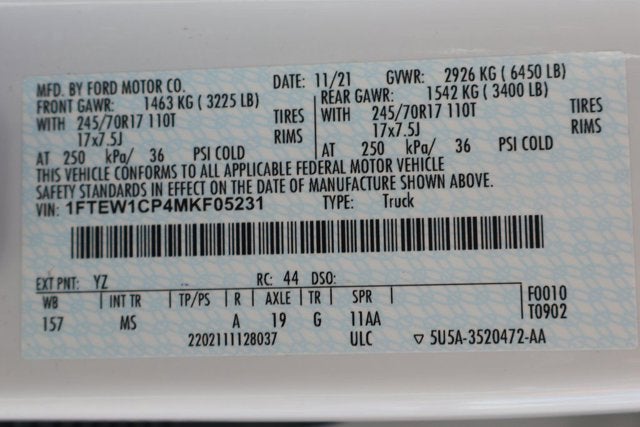 MFD. BY FORD MOTOR CO. DATE: 11/21 GVWR: 2926 KG ( 6450 LB)
FRONT GAWR: 1463 KG ( 3225 LB) REAR GAWR: 1542 KG ( 3400 LB)
WITH 245/70R17 110T TIRES WITH 245/70R17 110T TIRES
17x7.5J RIMS 17x7.5J RIMS
AT 250 kPa/ 36 PSI COLD AT 250 kPa/ 36 PSI COLD
THIS VEHICLE CONFORMS TO ALL APPLICABLE FEDERAL MOTOR VEHICLE
SAFETY STANDARDS IN EFFECT ON THE DATE OF MANUFACTURE SHOWN ABOVE.
VIN: 1FTEW1CP4MKF05231 TYPE: Truck
EXT PNT: YZ RC: 44 DSO:
WB INT TR TP/PS R AXLE TR SPR F0010
157 MS A 19 G 11AA T0902
2202111128037 ULC ▽ 5U5A-3520472-AA